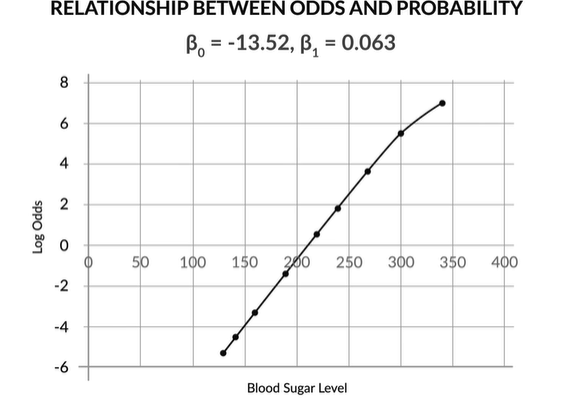 RELATIONSHIP BETWEEN ODDS AND PROBABILITY
β₀ = -13.52, β₁ = 0.063
8
6
4
2
0
-2
-4
-6
Log Odds
0 50 100 150 200 250 300 350 400
Blood Sugar Level